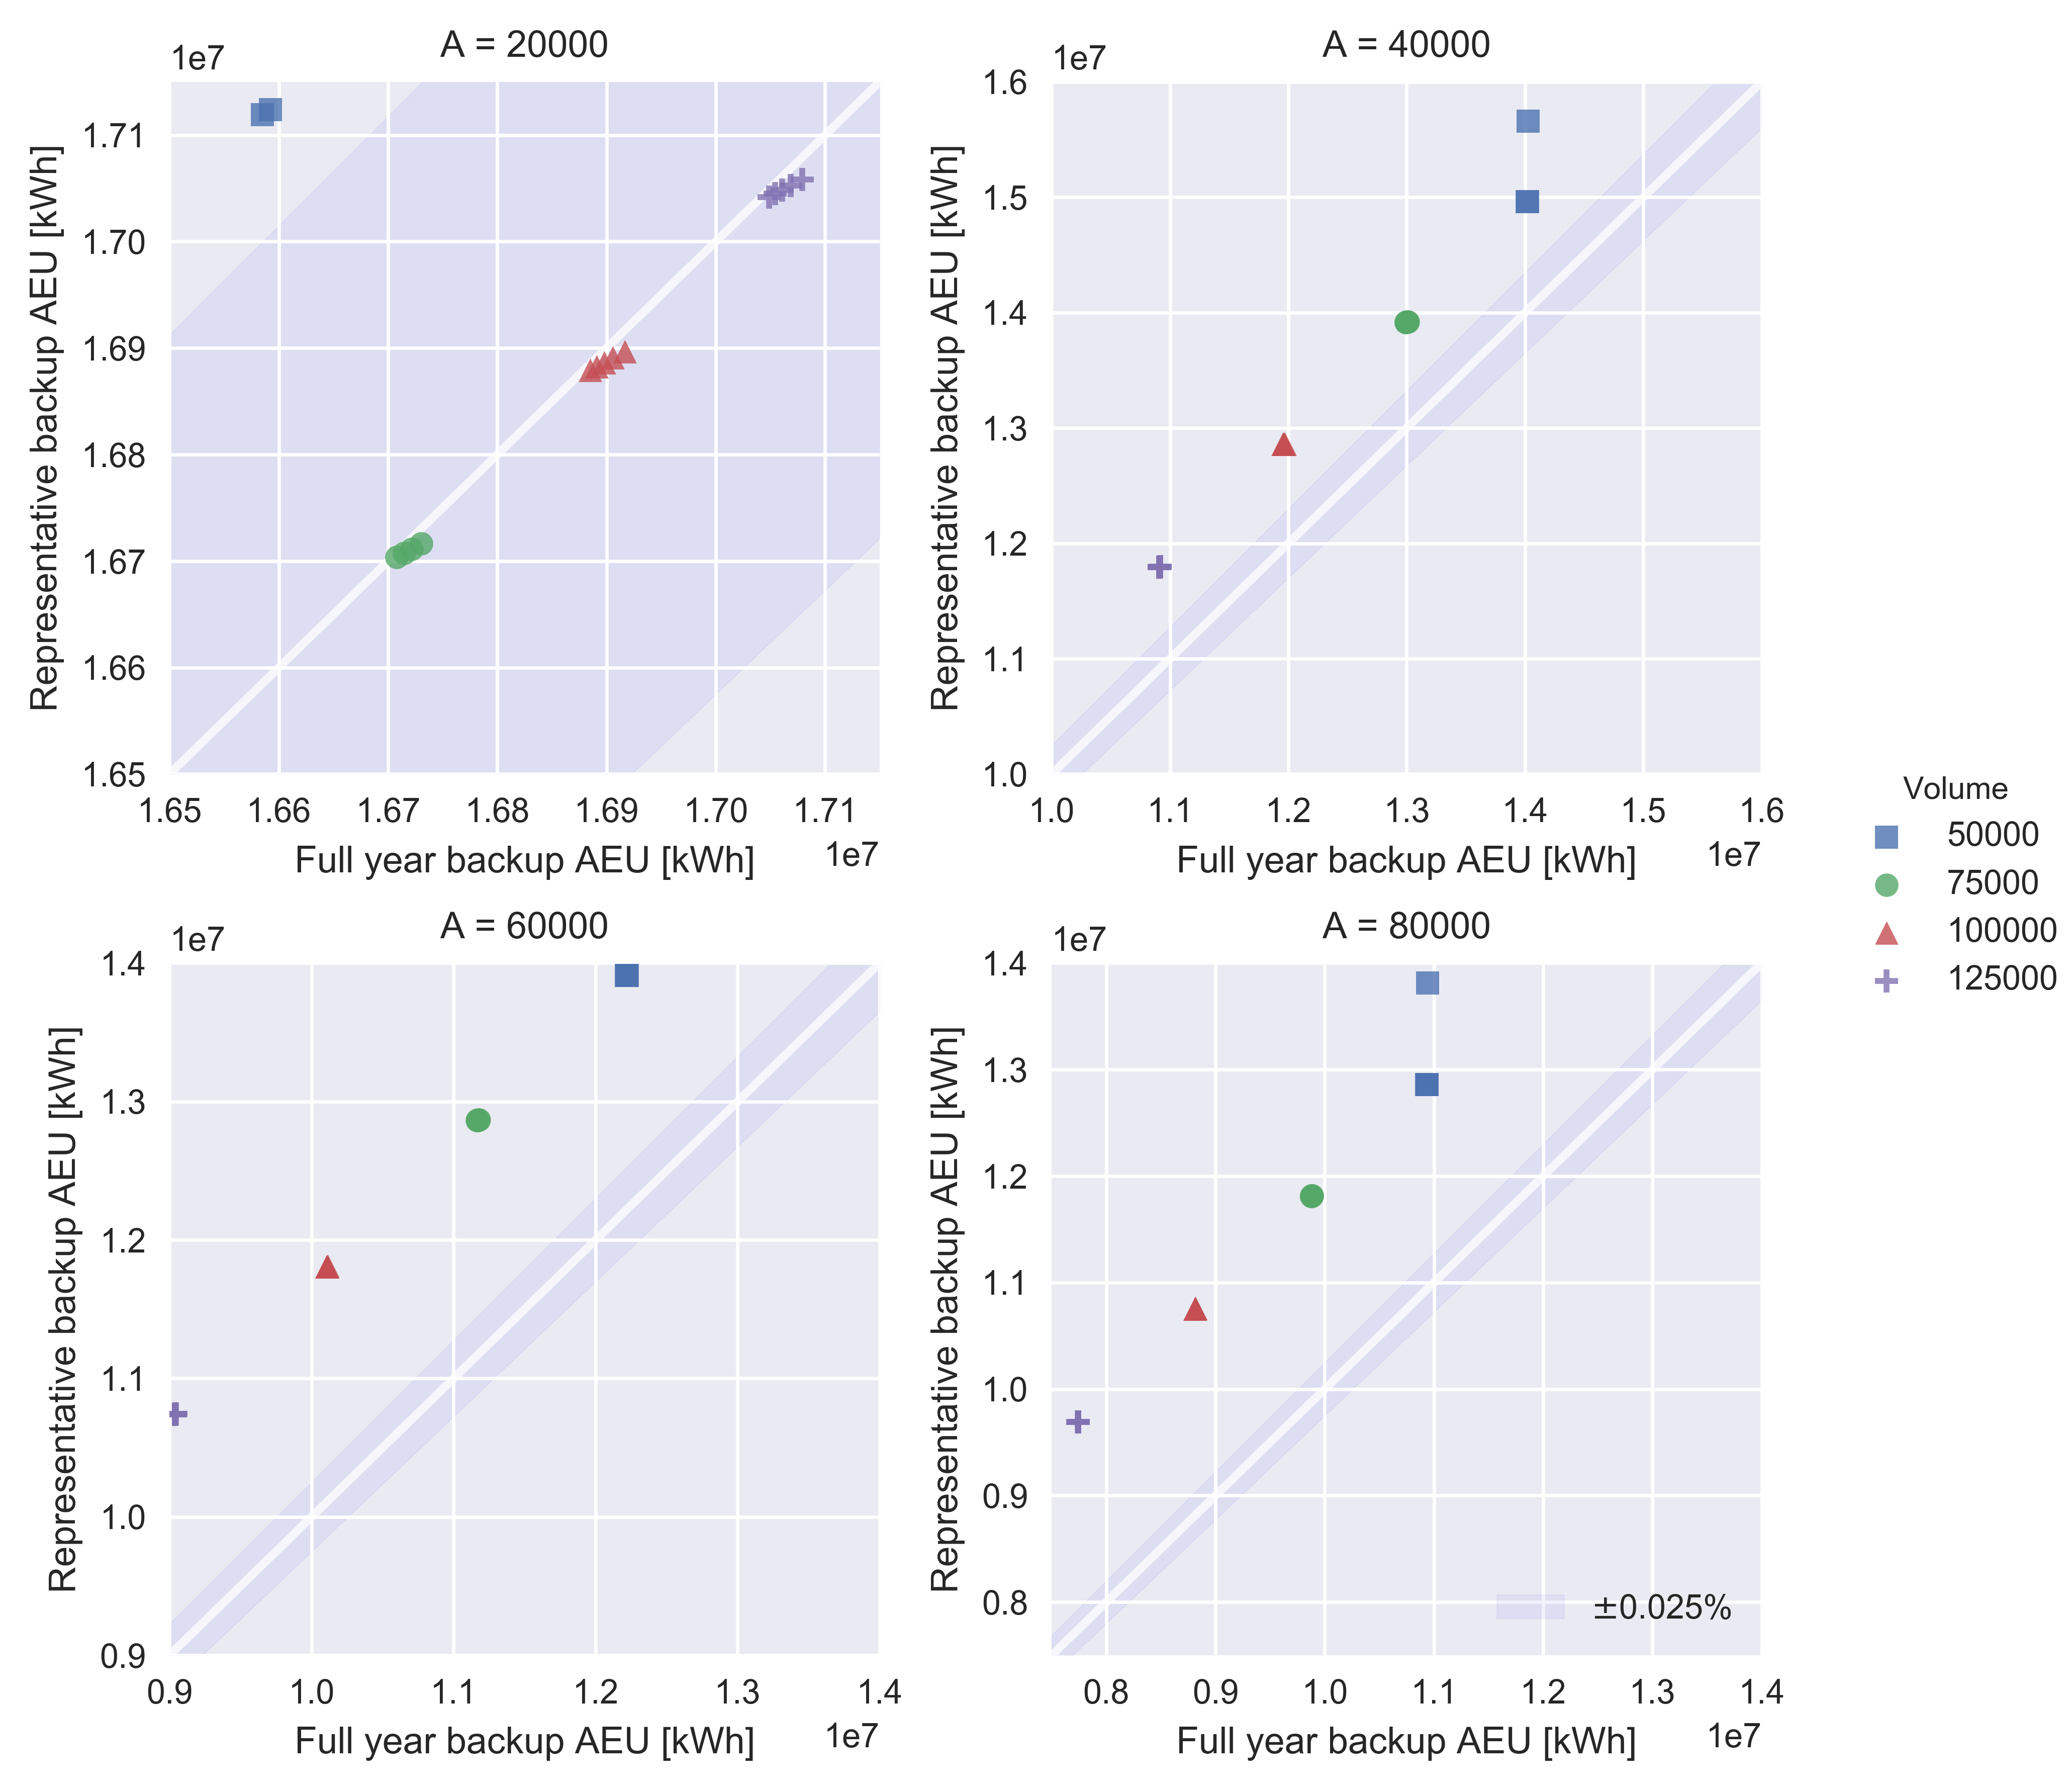 A = 20000
1e7
1.71
1.70
1.69
1.68
1.67
1.66
1.65
Representative backup AEU [kWh]
1.65 1.66 1.67 1.68 1.69 1.70 1.71
Full year backup AEU [kWh]
1e7
A = 40000
1e7
1.6
1.5
1.4
1.3
1.2
1.1
1.0
Representative backup AEU [kWh]
1.0 1.1 1.2 1.3 1.4 1.5 1.6
Full year backup AEU [kWh]
1e7
A = 60000
1e7
1.4
1.3
1.2
1.1
1.0
0.9
Representative backup AEU [kWh]
0.9 1.0 1.1 1.2 1.3 1.4
Full year backup AEU [kWh]
1e7
A = 80000
1e7
1.4
1.3
1.2
1.1
1.0
0.9
0.8
Representative backup AEU [kWh]
±0.025%
0.8 0.9 1.0 1.1 1.2 1.3 1.4
Full year backup AEU [kWh]
1e7
Volume
50000
75000
100000
125000